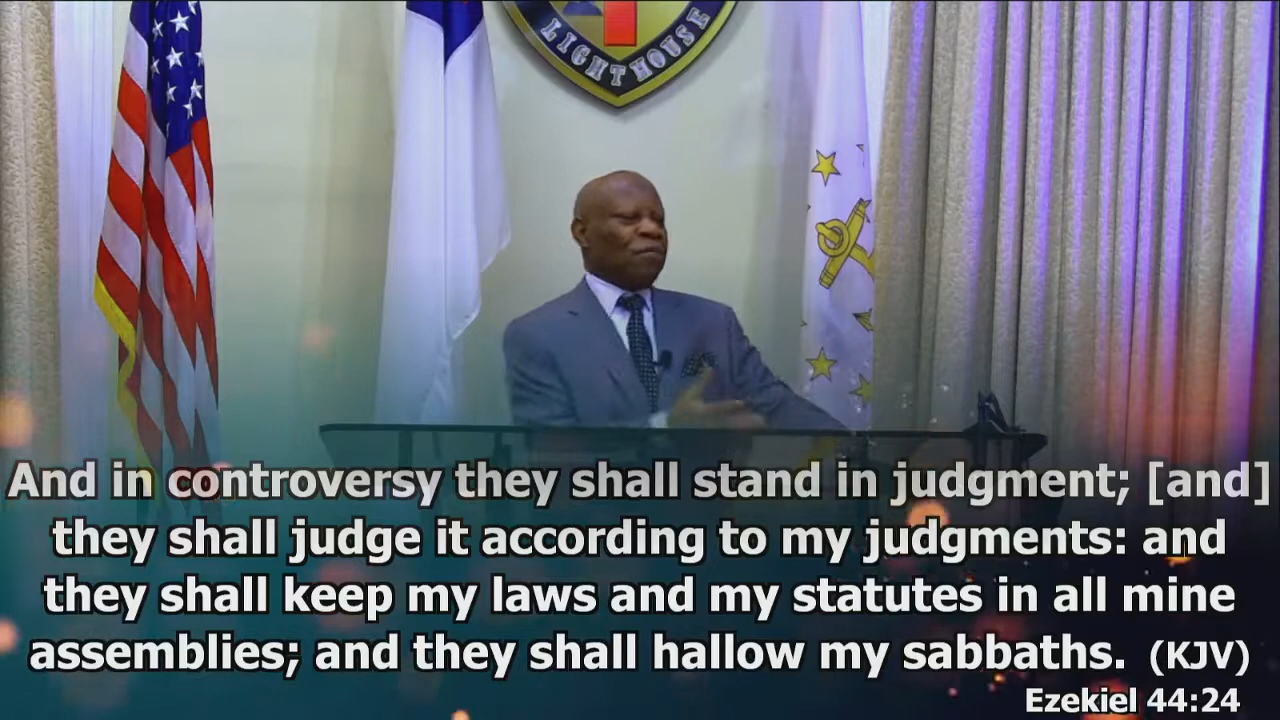 LIGHT HOUSE
And in controversy they shall stand in judgment; [and]
they shall judge it according to my judgments: and
they shall keep my laws and my statutes in all mine
assemblies; and they shall hallow my sabbaths. (KJV)
Ezekiel 44:24